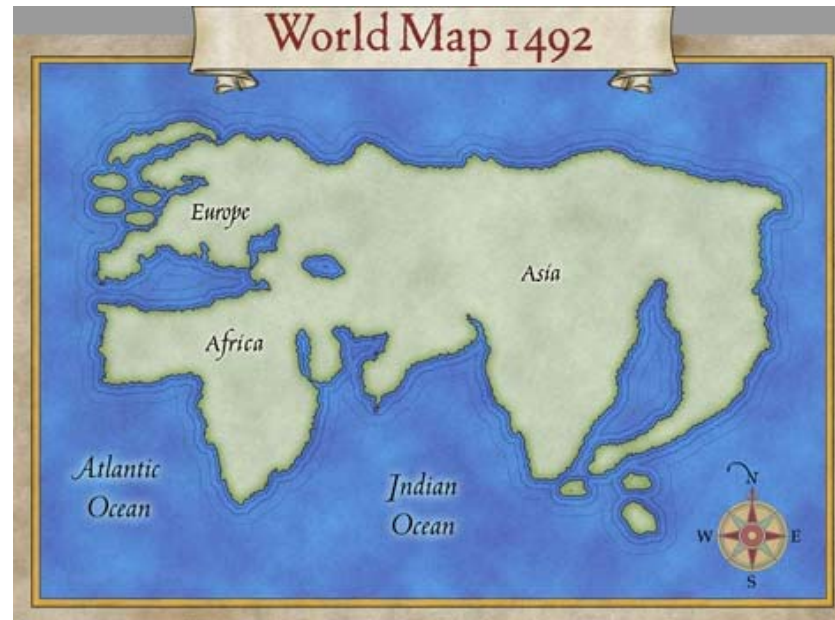 World Map 1492
Europe
Asia
Africa
Atlantic
Ocean
Indian
Ocean
N
W
E
S